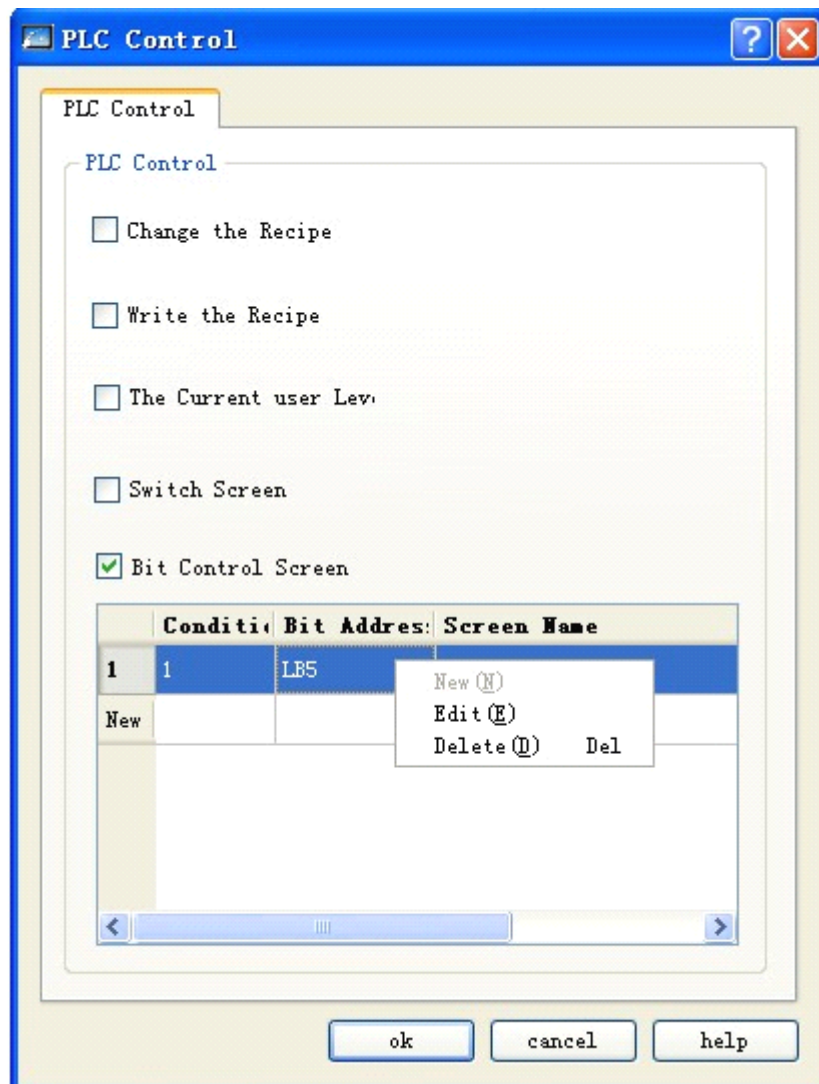 PLC Control
PLC Control
PLC Control
Change the Recipe
Write the Recipe
The Current user Lev
Switch Screen
Bit Control Screen
Conditi Bit Addres: Screen Name
1 1 LB5
New(N)
Edit(E)
New
Delete(D) Del
ok cancel help